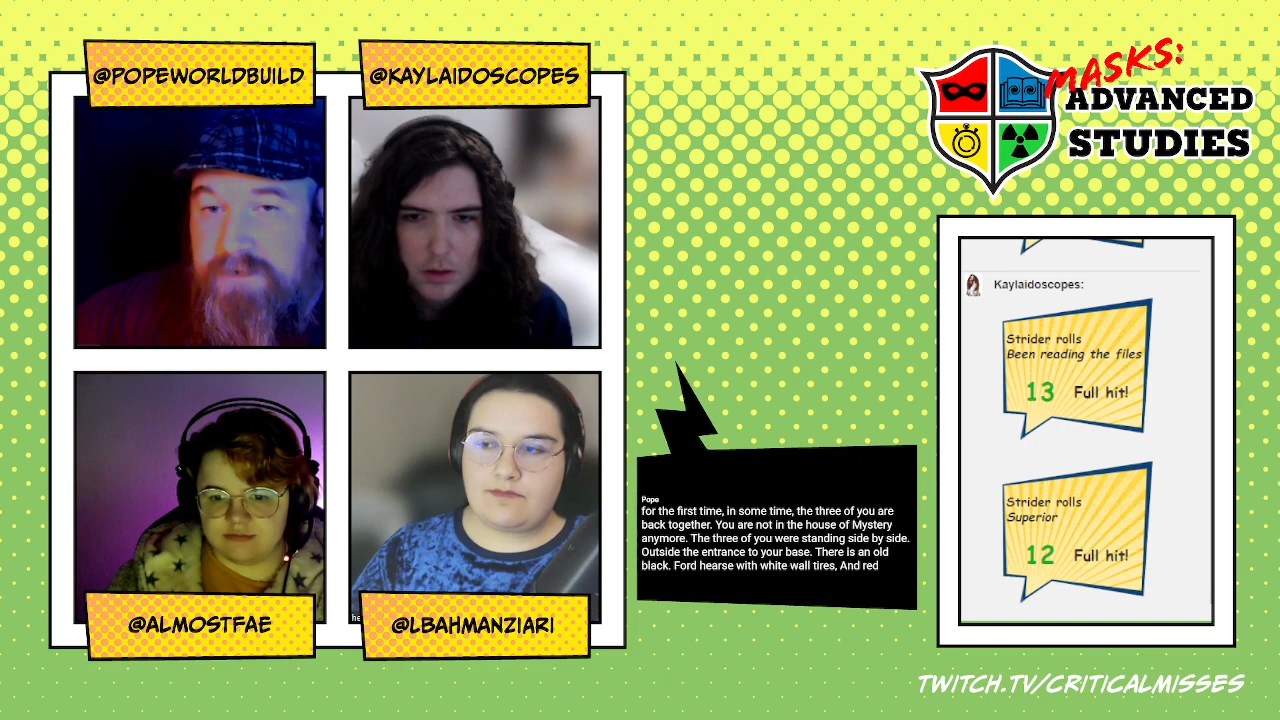 @POPEWORLDBUILD
@KAYLAIDOSCOPES
MASKS:
ADVANCED
STUDIES
Kaylaidoscopes:
Strider rolls
Been reading the files
13 Full hit!
Strider rolls
Superior
12 Full hit!
Pope
for the first time, in some time, the three of you are
back together. You are not in the house of Mystery
anymore. The three of you were standing side by side.
Outside the entrance to your base. There is an old
black. Ford hearse with white wall tires, And red
he
@ALMOSTFAE
@LBAHMANZIARI
TWITCH.TV/CRITICALMISSES